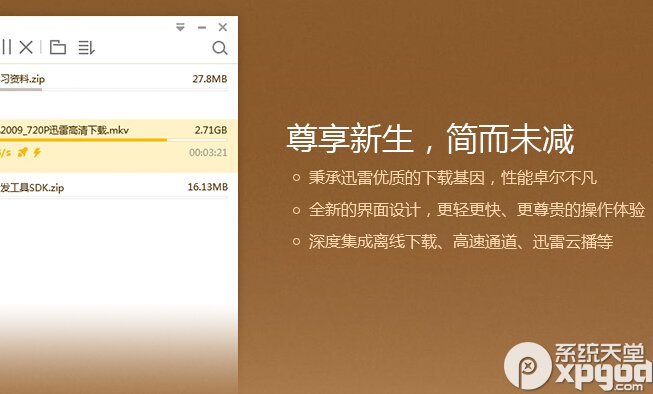 习资料.zip 27.8MB
2009_720P迅雷高清下载.mkv 2.71GB
/s 00:03:21
发工具SDK.zip 16.13MB
尊享新生，简而未减
秉承迅雷优质的下载基因，性能卓尔不凡
全新的界面设计，更轻更快、更尊贵的操作体验
深度集成离线下载、高速通道、迅雷云播等
系统天堂
xpgod